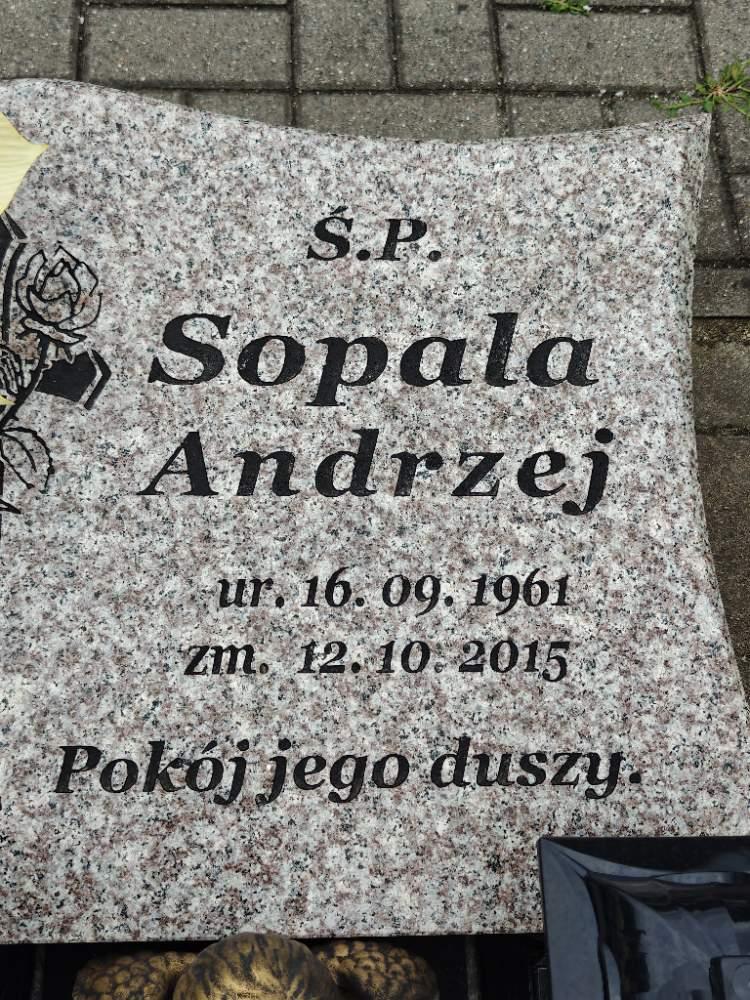 Ś.P.
Sopala
Andrzej
ur. 16. 09. 1961
zm. 12. 10. 2015
Pokój jego duszy.